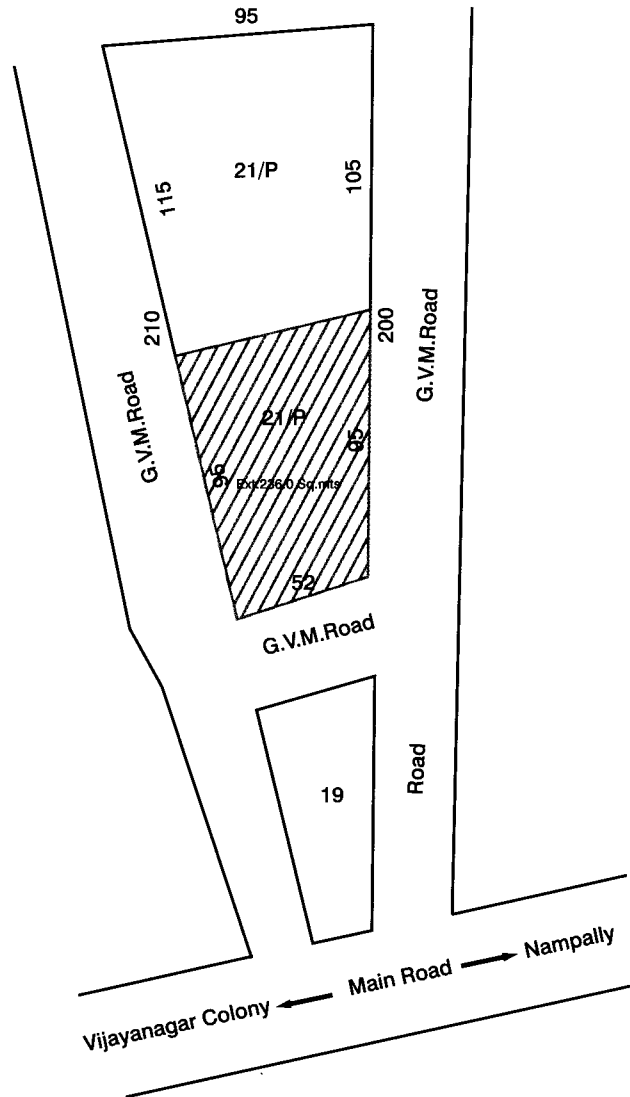 95
21/P
115
105
210
200
G.V.M.Road
G.V.M.Road
21/P
95
95
Ext.236.0 Sq.mts
52
G.V.M.Road
19
Road
Vijayanagar Colony
Main Road
Nampally